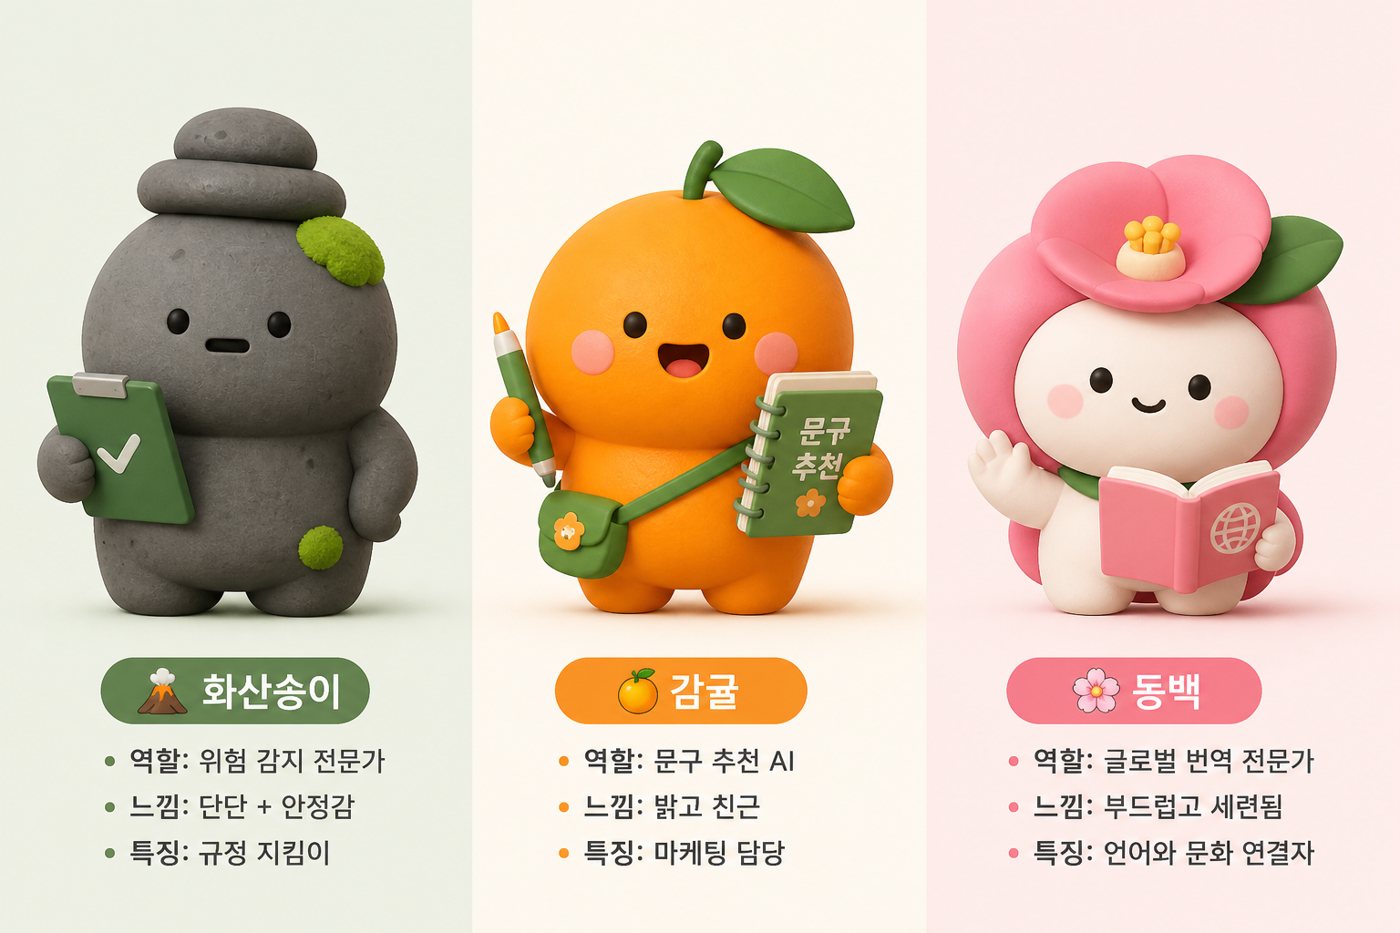 문구
추천
화산송이
• 역할: 위험 감지 전문가
• 느낌: 단단 + 안정감
• 특징: 규정 지킴이
감귤
• 역할: 문구 추천 AI
• 느낌: 밝고 친근
• 특징: 마케팅 담당
동백
• 역할: 글로벌 번역 전문가
• 느낌: 부드럽고 세련됨
• 특징: 언어와 문화 연결자